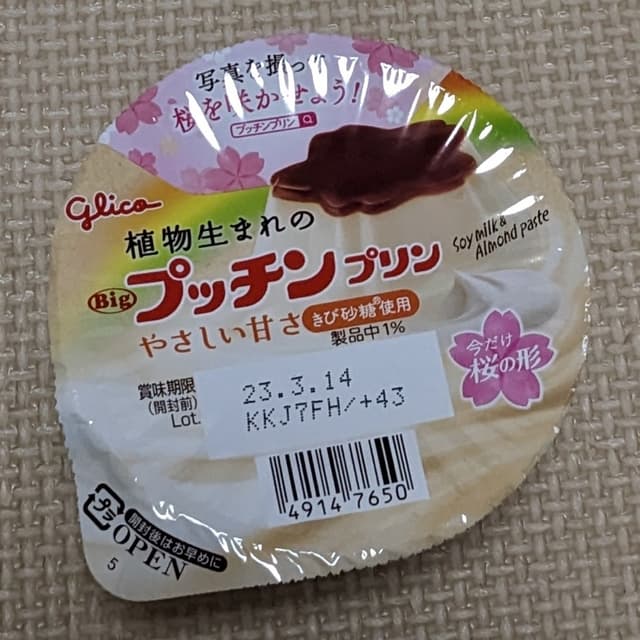 写真を撮って
桜を咲かせよう!
プッチンプリン
Glico
植物生まれの
Big プッチンプリン
Soy milk &
Almond paste
やさしい甘さ
きび砂糖®使用
製品中1%
今だけ
桜の形
賞味期限
(開封前)
Lot.
23.3.14
KKJ7FH/+43
4914 7650
プラ
開封後はお早めに
OPEN
5